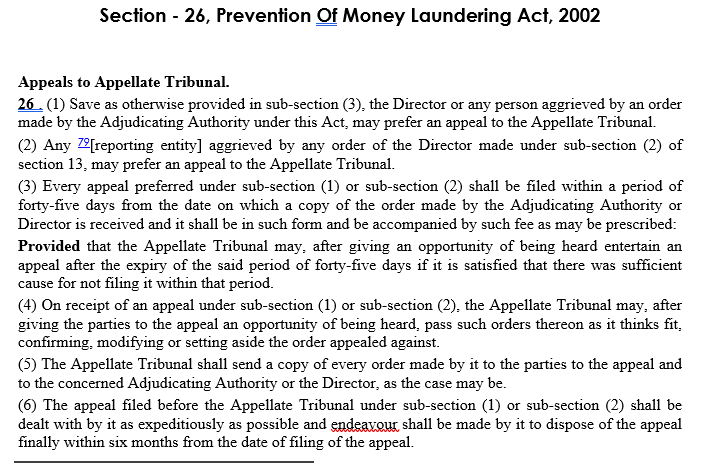 Section - 26, Prevention Of Money Laundering Act, 2002
Appeals to Appellate Tribunal.
26 . (1) Save as otherwise provided in sub-section (3), the Director or any person aggrieved by an order
made by the Adjudicating Authority under this Act, may prefer an appeal to the Appellate Tribunal.
(2) Any 79[reporting entity] aggrieved by any order of the Director made under sub-section (2) of
section 13, may prefer an appeal to the Appellate Tribunal.
(3) Every appeal preferred under sub-section (1) or sub-section (2) shall be filed within a period of
forty-five days from the date on which a copy of the order made by the Adjudicating Authority or
Director is received and it shall be in such form and be accompanied by such fee as may be prescribed:
Provided that the Appellate Tribunal may, after giving an opportunity of being heard entertain an
appeal after the expiry of the said period of forty-five days if it is satisfied that there was sufficient
cause for not filing it within that period.
(4) On receipt of an appeal under sub-section (1) or sub-section (2), the Appellate Tribunal may, after
giving the parties to the appeal an opportunity of being heard, pass such orders thereon as it thinks fit,
confirming, modifying or setting aside the order appealed against.
(5) The Appellate Tribunal shall send a copy of every order made by it to the parties to the appeal and
to the concerned Adjudicating Authority or the Director, as the case may be.
(6) The appeal filed before the Appellate Tribunal under sub-section (1) or sub-section (2) shall be
dealt with by it as expeditiously as possible and endeavour shall be made by it to dispose of the appeal
finally within six months from the date of filing of the appeal.